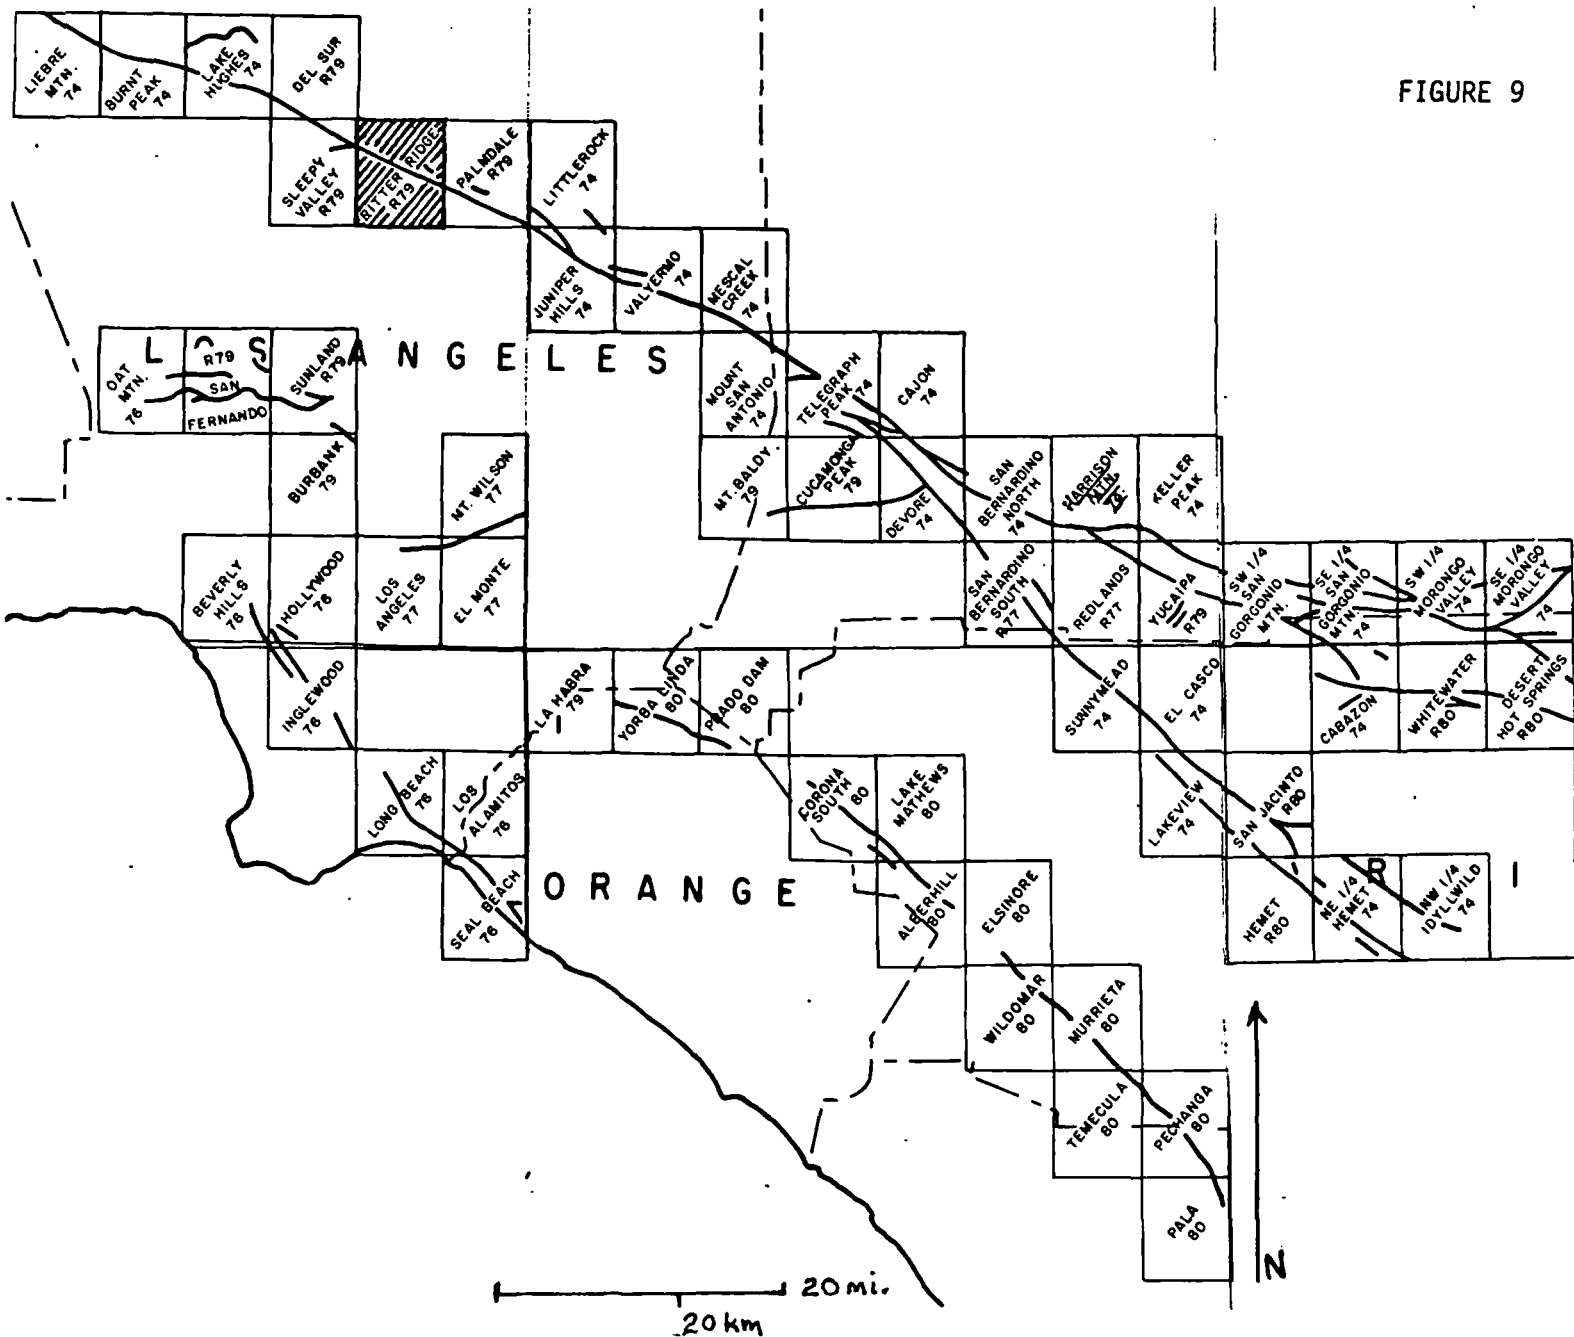 FIGURE 9
LIEBRE
MTN.
74
BURNT
PEAK
74
LAKE
HUGHES
74
DEL SUR
R79
SLEEPY
VALLEY
R79
RITTER RIDGE
R79
PALMDALE
R79
LITTLEROCK
74
JUNIPER
HILLS
74
VALYERMO
74
MESCAL
CREEK
74
LOS ANGELES
OAT
MTN.
76
R79
SAN
FERNANDO
SUNLAND
R79
MOUNT
SAN
ANTONIO
74
TELEGRAPH
PEAK
74
CAJON
74
BURBANK
79
MT. WILSON
77
MT. BALDY
79
CUCAMONGA
PEAK
79
DEVORE
74
SAN
BERNARDINO
NORTH
74
HARRISON
MTN.
KELLER
PEAK
74
BEVERLY
HILLS
76
HOLLYWOOD
76
LOS
ANGELES
77
EL MONTE
77
SAN
BERNARDINO
SOUTH
R77
REDLANDS
R77
YUCAIPA
R79
SW 1/4
SAN
GORGONIO
MTN.
SE 1/4
SAN
GORGONIO
MTN.
74
SW 1/4
MORONGO
VALLEY
74
SE 1/4
MORONGO
VALLEY
74
INGLEWOOD
76
LA HABRA
79
YORBA LINDA
80
PRADO DAM
80
SUNNYMEAD
74
EL CASCO
74
CABAZON
74
WHITEWATER
R80
DESERT
HOT SPRINGS
R80
LONG BEACH
76
LOS
ALAMITOS
76
CORONA
SOUTH
80
LAKE
MATHEWS
80
LAKEVIEW
74
SAN JACINTO
R80
SEAL BEACH
76
ORANGE
ALBERHILL
80
ELSINORE
80
HEMET
R80
NE 1/4
HEMET
74
NW 1/4
IDYLLWILD
74
R I
WILDOMAR
80
MURRIETA
80
TEMECULA
80
PECHANGA
80
PALA
80
N
20 mi.
20 km